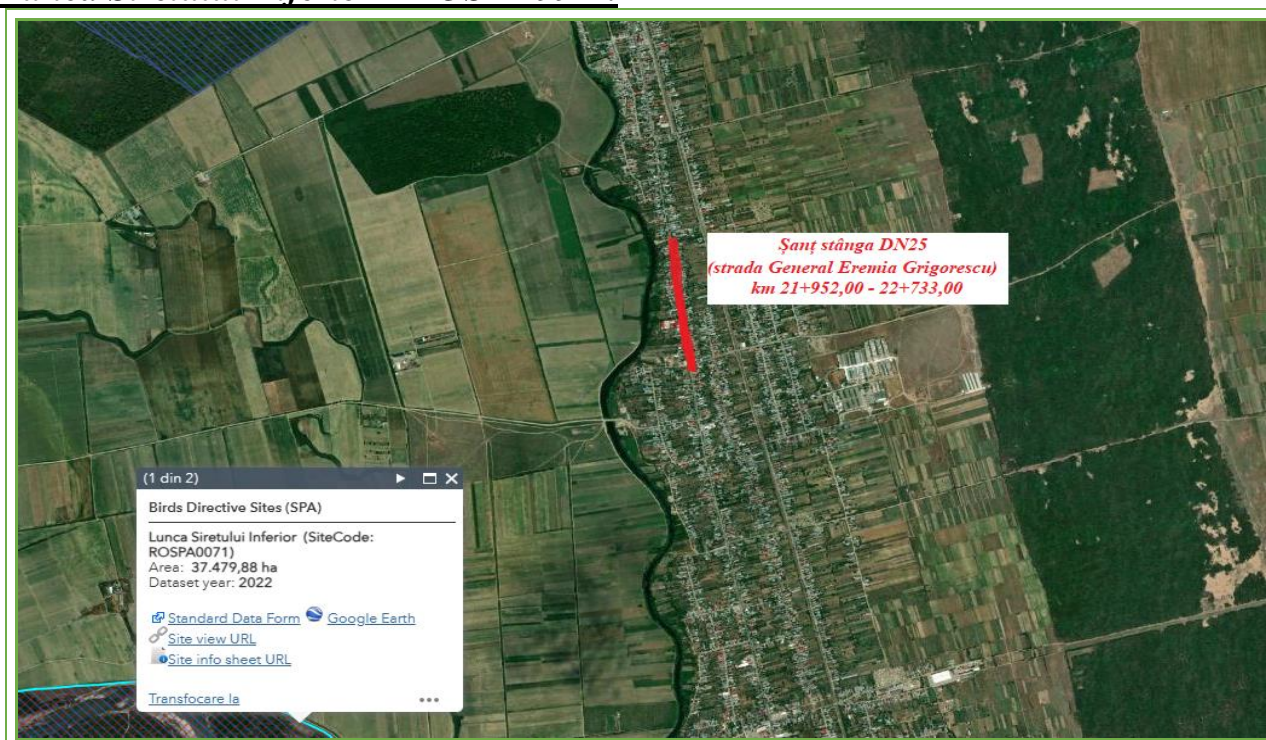 Șanț stânga DN25
(strada General Eremia Grigorescu)
km 21+952,00 - 22+733,00
(1 din 2)
Birds Directive Sites (SPA)
Lunca Siretului Inferior (SiteCode:
ROSPA0071)
Area: 37.479,88 ha
Dataset year: 2022
Standard Data Form Google Earth
Site view URL
Site info sheet URL
Transfocare la